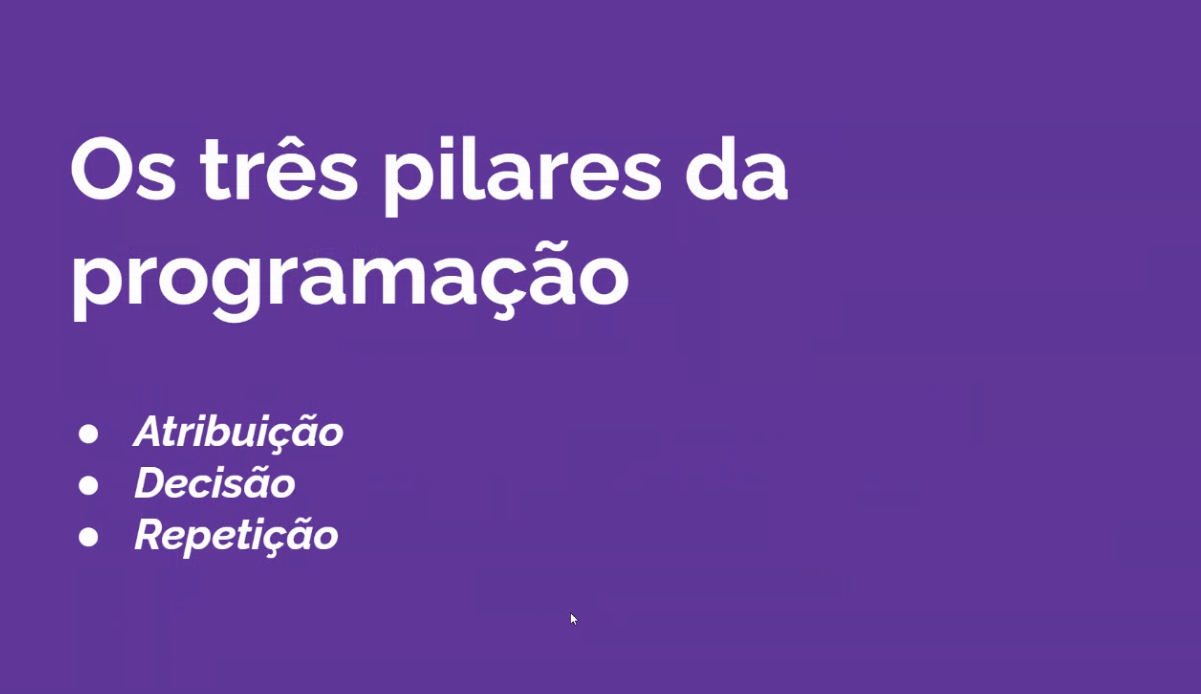 Os três pilares da
programação
● Atribuição
● Decisão
● Repetição